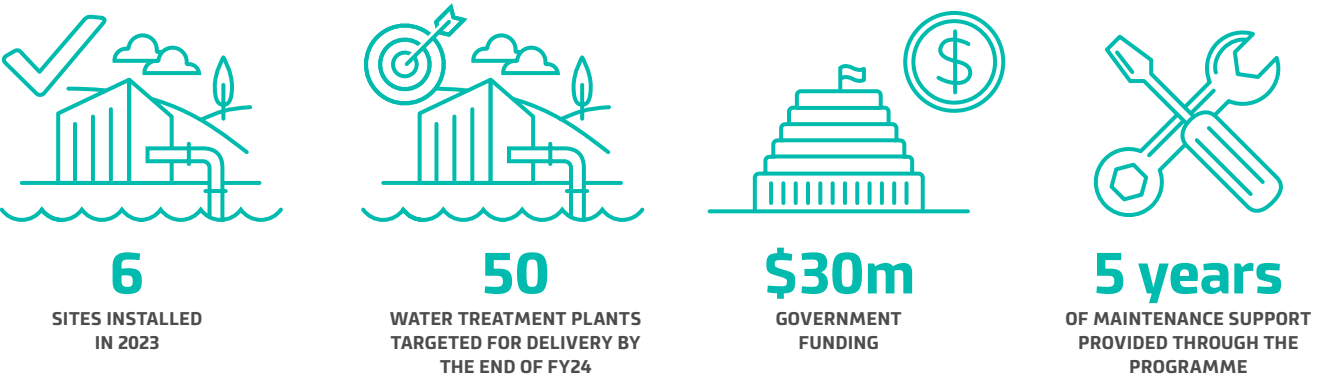 6
SITES INSTALLED
IN 2023
50
WATER TREATMENT PLANTS
TARGETED FOR DELIVERY BY
THE END OF FY24
$
$30m
GOVERNMENT
FUNDING
5 years
OF MAINTENANCE SUPPORT
PROVIDED THROUGH THE
PROGRAMME